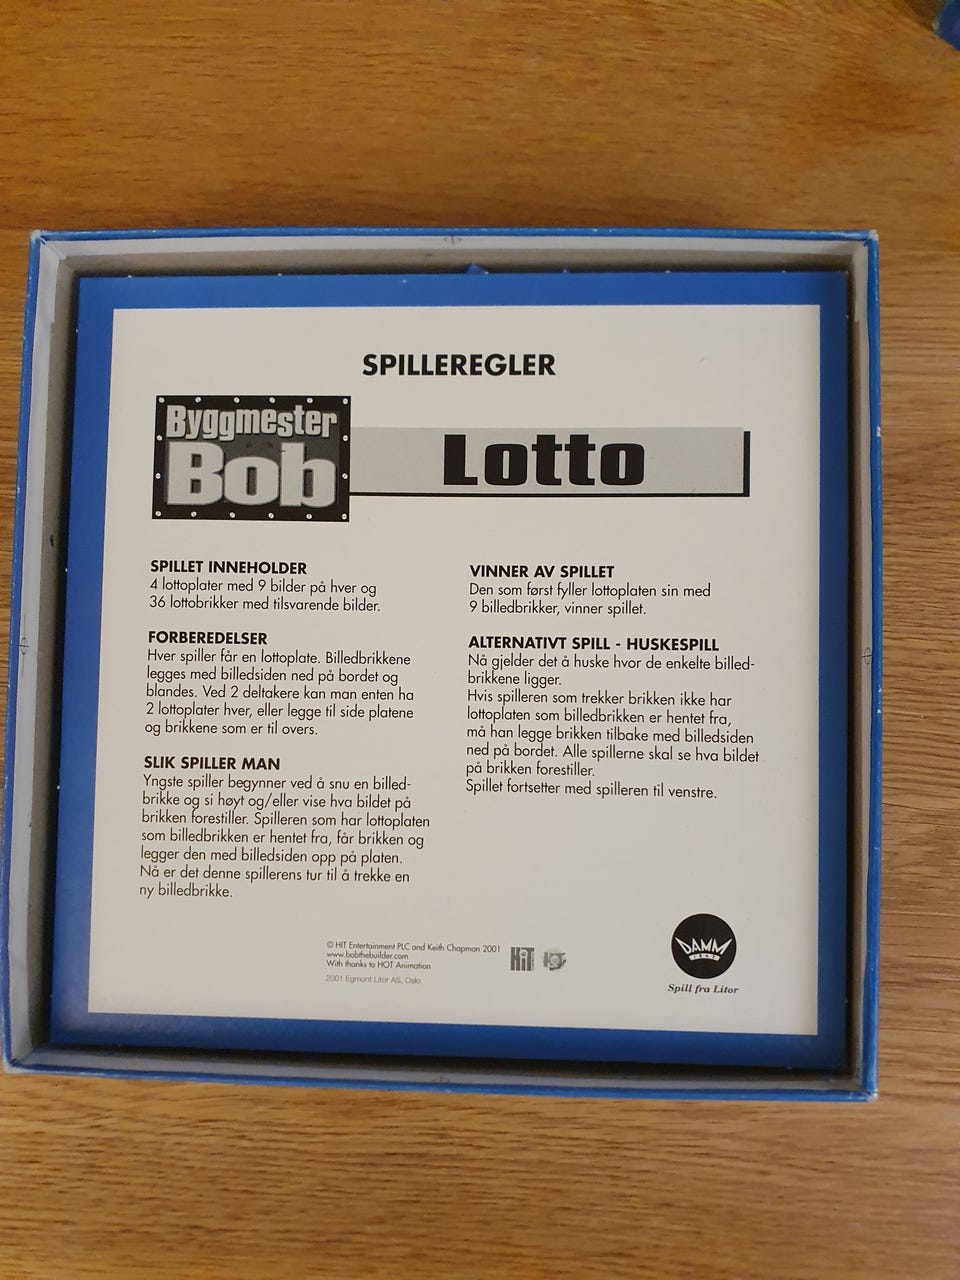 SPILLEREGLER
Byggmester
Bob
Lotto
SPILLET INNEHOLDER
4 lottoplater med 9 bilder på hver og
36 lottobrikker med tilsvarende bilder.
FORBEREDELSER
Hver spiller får en lottoplate. Billedbrikkene
legges med billedsiden ned på bordet og
blandes. Ved 2 deltakere kan man enten ha
2 lottoplater hver, eller legge til side platene
og brikkene som er til overs.
SLIK SPILLER MAN
Yngste spiller begynner ved å snu en billed-
brikke og si høyt og/eller vise hva bildet på
brikken forestiller. Spilleren som har lottoplaten
som billedbrikken er hentet fra, får brikken og
legger den med billedsiden opp på platen.
Nå er det denne spillerens tur til å trekke en
ny billedbrikke.
VINNER AV SPILLET
Den som først fyller lottoplaten sin med
9 billedbrikker, vinner spillet.
ALTERNATIVT SPILL - HUSKESPILL
Nå gjelder det å huske hvor de enkelte billed-
brikkene ligger.
Hvis spilleren som trekker brikken ikke har
lottoplaten som billedbrikken er hentet fra,
må han legge brikken tilbake med billedsiden
ned på bordet. Alle spillerne skal se hva bildet
på brikken forestiller.
Spillet fortsetter med spilleren til venstre.
© HIT Entertainment PLC and Keith Chapman 2001
www.bobthebuilder.com
With thanks to HOT Animation
2001 Egmont Litor AS, Oslo
HiT
DAMM
Spill fra Litor